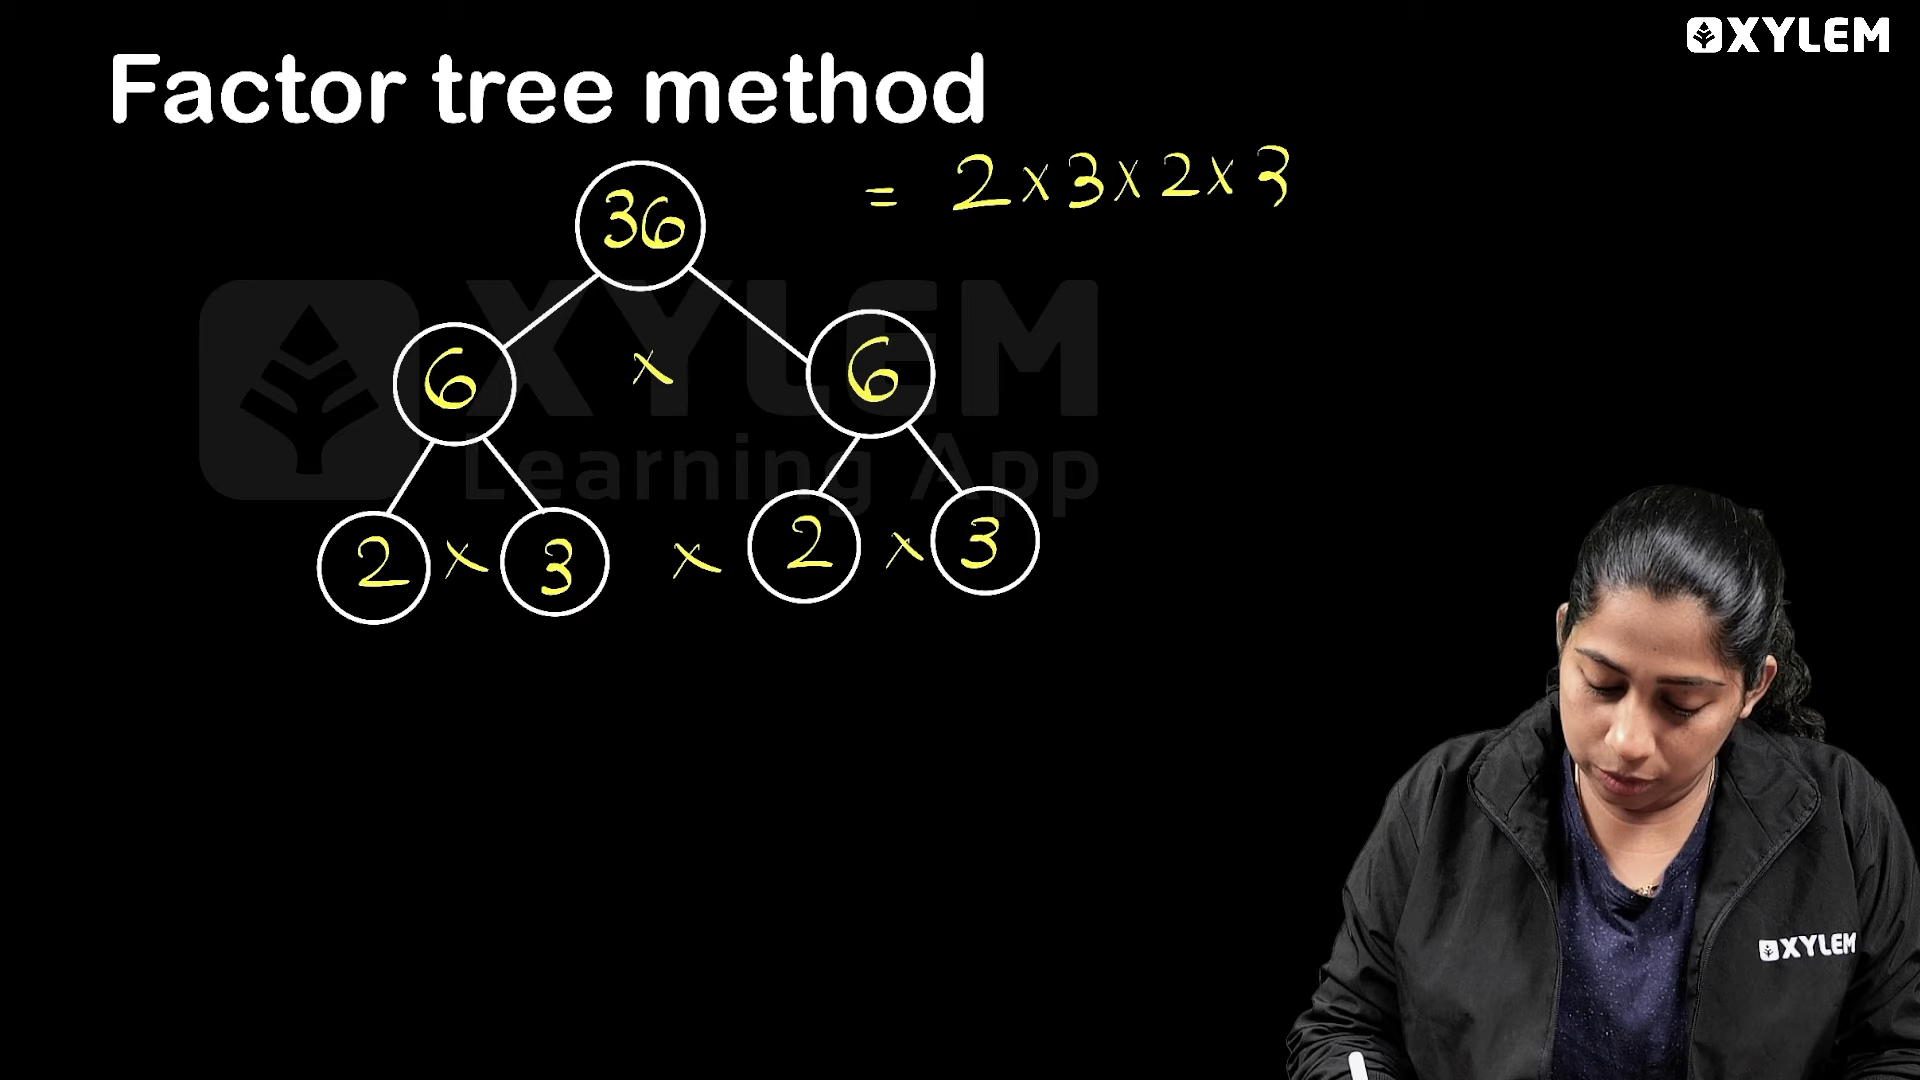 XYLEM
Factor tree method
= 2 x 3 x 2 x 3
36
6 x 6
2 x 3 x 2 x 3
XYLEM
Learning App
XYLEM